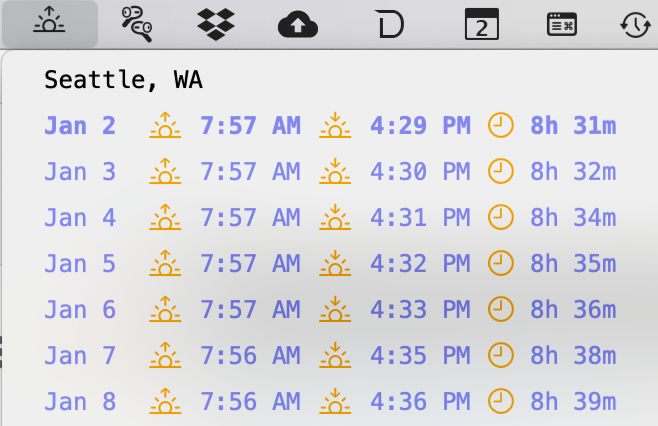 2
Seattle, WA
Jan 2 7:57 AM 4:29 PM 8h 31m
Jan 3 7:57 AM 4:30 PM 8h 32m
Jan 4 7:57 AM 4:31 PM 8h 34m
Jan 5 7:57 AM 4:32 PM 8h 35m
Jan 6 7:57 AM 4:33 PM 8h 36m
Jan 7 7:56 AM 4:35 PM 8h 38m
Jan 8 7:56 AM 4:36 PM 8h 39m